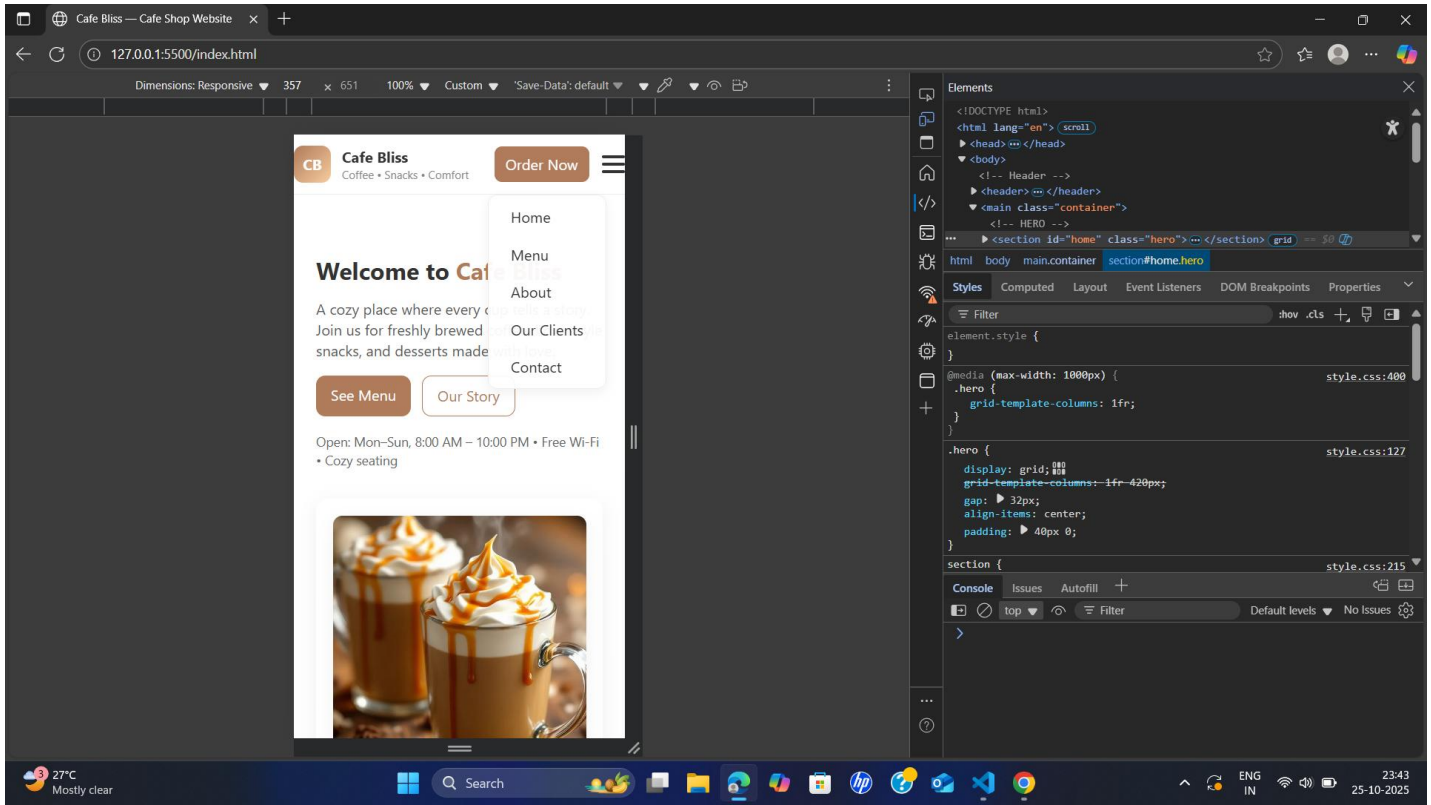 Cafe Bliss — Cafe Shop Website
127.0.0.1:5500/index.html
Dimensions: Responsive 357 × 651 100% Custom 'Save-Data': default
CB
Cafe Bliss
Coffee • Snacks • Comfort
Order Now
Home
Menu
About
Our Clients
Contact
Welcome to Cafe Bliss
A cozy place where every cup tells a story.
Join us for freshly brewed
snacks, and desserts made with love.
See Menu
Our Story
Open: Mon–Sun, 8:00 AM – 10:00 PM • Free Wi-Fi
• Cozy seating
Elements
<!DOCTYPE html>
<html lang="en"> scroll
<head> ••• </head>
<body>
<!-- Header -->
<header> ••• </header>
<main class="container">
<!-- HERO -->
••• <section id="home" class="hero"> ••• </section> grid == $0
html body main.container section#home.hero
Styles Computed Layout Event Listeners DOM Breakpoints Properties
Filter :hov .cls
element.style {
}
@media (max-width: 1000px) { style.css:400
.hero {
grid-template-columns: 1fr;
}
}
.hero { style.css:127
display: grid;
grid-template-columns: 1fr 420px;
gap: 32px;
align-items: center;
padding: 40px 0;
}
section { style.css:215
Console Issues Autofill
top Filter Default levels No Issues
3
27°C
Mostly clear
Search
hp
ENG
IN
23:43
25-10-2025